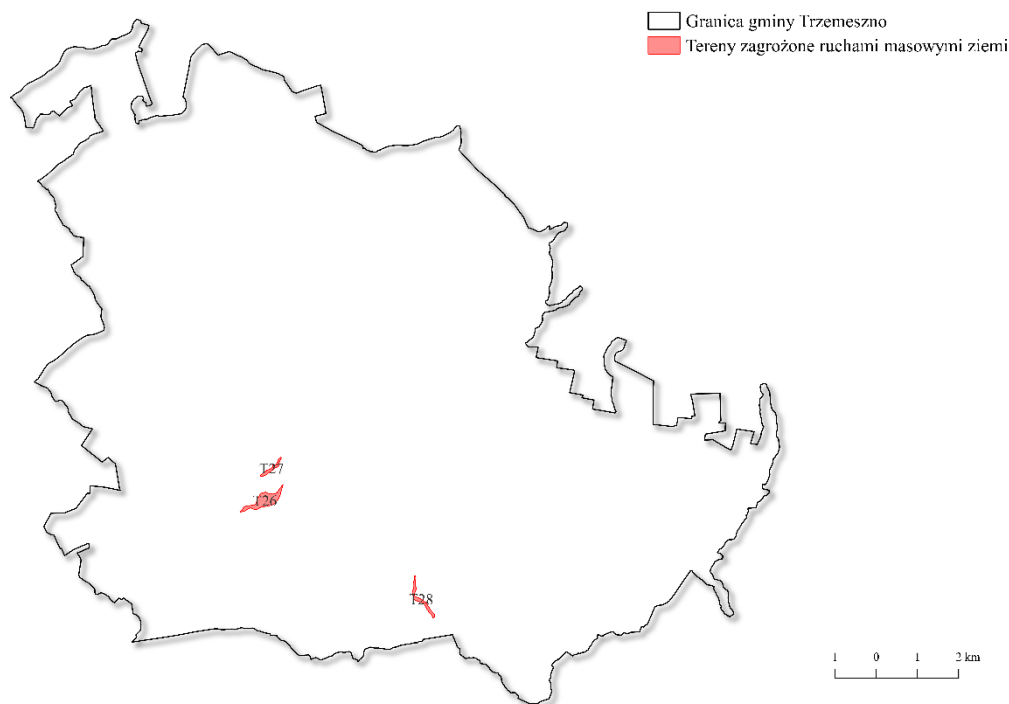 Granica gminy Trzemeszno
Tereny zagrożone ruchami masowymi ziemi
T27
T26
T28
1 0 1 2 km